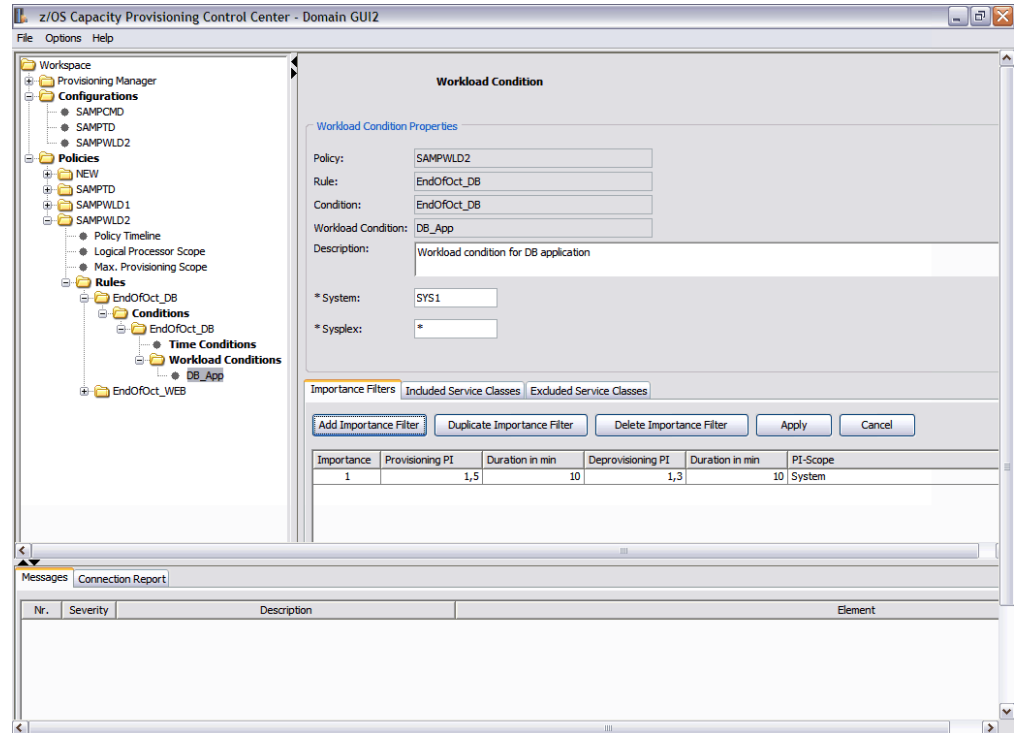 z/OS Capacity Provisioning Control Center - Domain GUI2
File Options Help
Workspace
Provisioning Manager
Configurations
SAMPCMD
SAMPTD
SAMPWLD2
Policies
NEW
SAMPTD
SAMPWLD1
SAMPWLD2
Policy Timeline
Logical Processor Scope
Max. Provisioning Scope
Rules
EndOfOct_DB
Conditions
EndOfOct_DB
Time Conditions
Workload Conditions
DB_App
EndOfOct_WEB
Workload Condition
Workload Condition Properties
Policy: SAMPWLD2
Rule: EndOfOct_DB
Condition: EndOfOct_DB
Workload Condition: DB_App
Description: Workload condition for DB application
* System: SYS1
* Sysplex: *
Importance Filters Included Service Classes Excluded Service Classes
Add Importance Filter Duplicate Importance Filter Delete Importance Filter Apply Cancel
Importance Provisioning PI Duration in min Deprovisioning PI Duration in min PI-Scope
1 1,5 10 1,3 10 System
Messages Connection Report
Nr. Severity Description Element